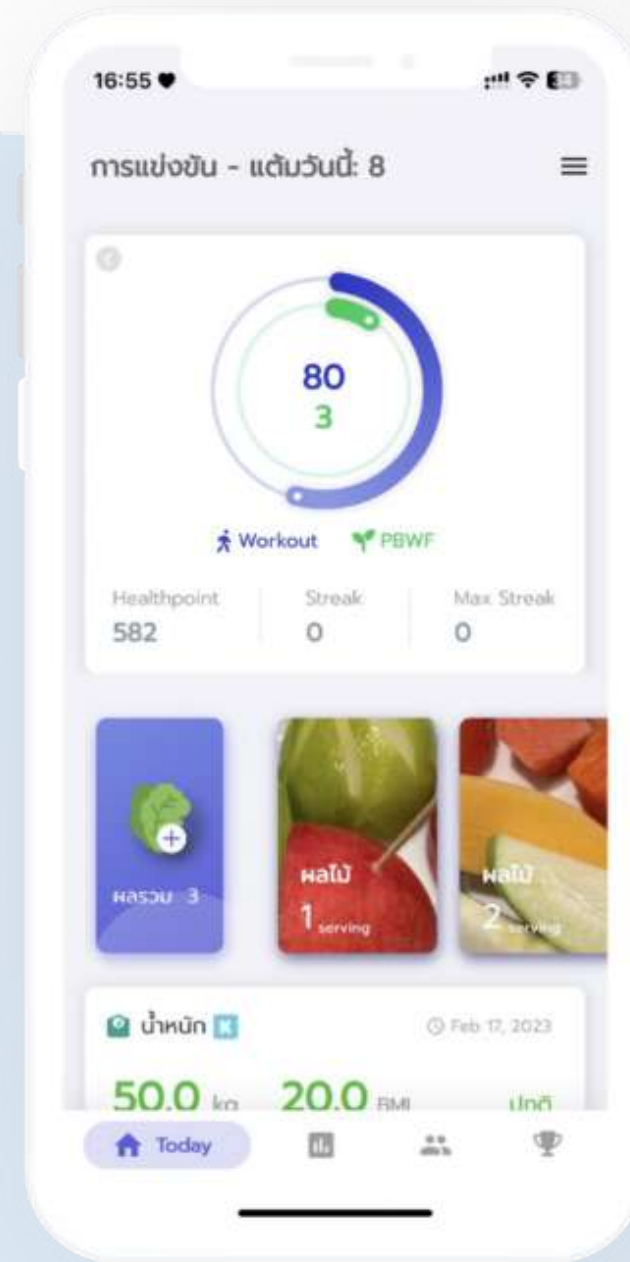 16:55
การแข่งขัน - แต้มวันนี้: 8
80
3
Workout PBWF
Healthpoint Streak Max Streak
582 0 0
ผลรวม 3
ผลไม้
1 serving
ผลไม้
2 serving
น้ำหนัก Feb 17, 2023
50.0 kg 20.0 BMI ปกติ
Today